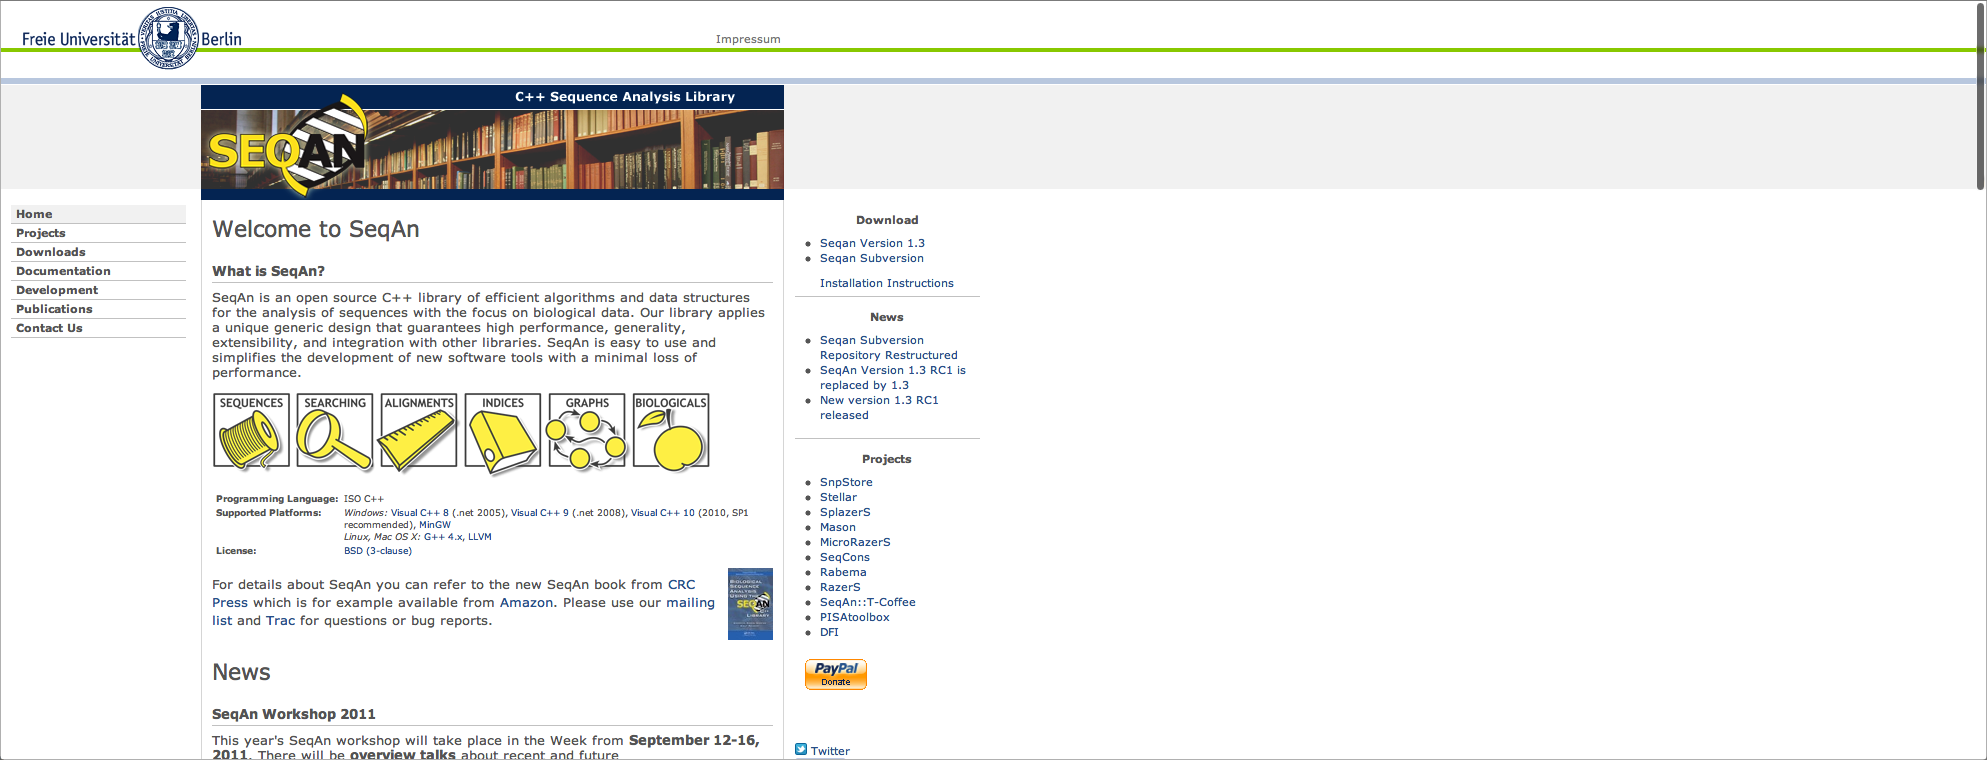 Freie Universität Berlin
Impressum
C++ Sequence Analysis Library
SEQAN
Home
Projects
Downloads
Documentation
Development
Publications
Contact Us
Welcome to SeqAn
What is SeqAn?
SeqAn is an open source C++ library of efficient algorithms and data structures
for the analysis of sequences with the focus on biological data. Our library applies
a unique generic design that guarantees high performance, generality,
extensibility, and integration with other libraries. SeqAn is easy to use and
simplifies the development of new software tools with a minimal loss of
performance.
SEQUENCES SEARCHING ALIGNMENTS INDICES GRAPHS BIOLOGICALS
Programming Language: ISO C++
Supported Platforms: Windows: Visual C++ 8 (.net 2005), Visual C++ 9 (.net 2008), Visual C++ 10 (2010, SP1
recommended), MinGW
Linux, Mac OS X: G++ 4.x, LLVM
License: BSD (3-clause)
For details about SeqAn you can refer to the new SeqAn book from CRC
Press which is for example available from Amazon. Please use our mailing
list and Trac for questions or bug reports.
BIOLOGICAL
SEQUENCE
ANALYSIS
USING THE
SEQAN
C++
LIBRARY
News
SeqAn Workshop 2011
This year's SeqAn workshop will take place in the Week from September 12-16,
2011. There will be overview talks about recent and future
Download
Seqan Version 1.3
Seqan Subversion
Installation Instructions
News
Seqan Subversion
Repository Restructured
SeqAn Version 1.3 RC1 is
replaced by 1.3
New version 1.3 RC1
released
Projects
SnpStore
Stellar
SplazerS
Mason
MicroRazerS
SeqCons
Rabema
RazerS
SeqAn::T-Coffee
PISAtoolbox
DFI
PayPal
Donate
Twitter